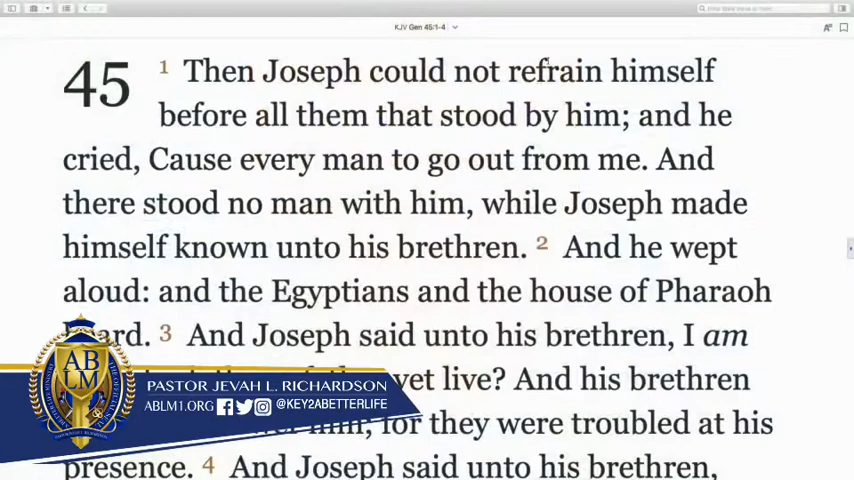 KJV Gen 45:1-4
45 1 Then Joseph could not refrain himself
before all them that stood by him; and he
cried, Cause every man to go out from me. And
there stood no man with him, while Joseph made
himself known unto his brethren. 2 And he wept
aloud: and the Egyptians and the house of Pharaoh
3 And Joseph said unto his brethren, I am
yet live? And his brethren
him; for they were troubled at his
presence. 4 And Joseph said unto his brethren,
ABLM
PASTOR JEVAH L. RICHARDSON
ABLM1.ORG @KEY2ABETTERLIFE